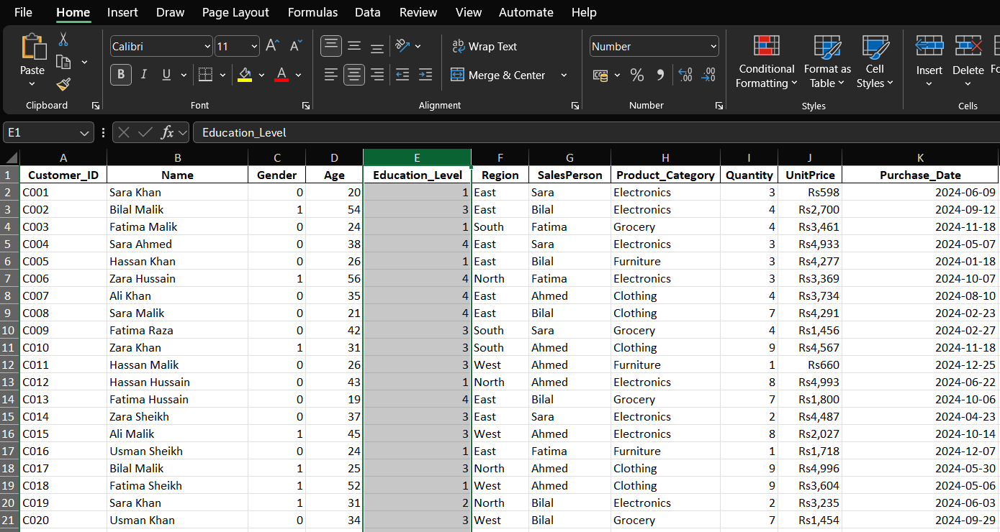 File Home Insert Draw Page Layout Formulas Data Review View Automate Help
Calibri 11 A^ Aˇ ab Wrap Text Number
Paste B I U A Merge & Center % , .00 .00 Conditional Formatting Format as Table Cell Styles Insert Delete Fo
Clipboard Font Alignment Number Styles Cells
E1 fx Education_Level
A B C D E F G H I J K
1 Customer_ID Name Gender Age Education_Level Region SalesPerson Product_Category Quantity UnitPrice Purchase_Date
2 C001 Sara Khan 0 20 1 East Sara Electronics 3 Rs598 2024-06-09
3 C002 Bilal Malik 1 54 3 East Bilal Electronics 4 Rs2,700 2024-09-12
4 C003 Fatima Malik 0 24 1 South Fatima Grocery 4 Rs3,461 2024-11-18
5 C004 Sara Ahmed 0 38 4 East Sara Electronics 3 Rs4,933 2024-05-07
6 C005 Hassan Khan 0 26 1 East Bilal Furniture 3 Rs4,277 2024-01-18
7 C006 Zara Hussain 1 56 4 North Fatima Electronics 3 Rs3,369 2024-10-07
8 C007 Ali Khan 0 35 4 East Ahmed Clothing 4 Rs3,734 2024-08-10
9 C008 Sara Malik 0 21 4 East Bilal Clothing 7 Rs4,291 2024-02-23
10 C009 Fatima Raza 0 42 3 South Sara Grocery 4 Rs1,456 2024-02-27
11 C010 Zara Khan 1 31 3 South Ahmed Clothing 9 Rs4,567 2024-11-18
12 C011 Hassan Malik 0 26 3 West Ahmed Furniture 1 Rs660 2024-12-25
13 C012 Hassan Hussain 0 43 1 North Ahmed Electronics 8 Rs4,993 2024-06-22
14 C013 Fatima Hussain 0 19 4 East Bilal Grocery 7 Rs1,800 2024-10-06
15 C014 Zara Sheikh 0 37 3 East Sara Electronics 2 Rs4,487 2024-04-23
16 C015 Ali Malik 1 45 3 West Ahmed Electronics 8 Rs2,027 2024-10-14
17 C016 Usman Sheikh 0 24 1 East Fatima Furniture 1 Rs1,718 2024-12-07
18 C017 Bilal Malik 1 25 3 North Ahmed Clothing 9 Rs4,996 2024-05-30
19 C018 Fatima Sheikh 1 52 1 West Ahmed Clothing 9 Rs3,604 2024-05-06
20 C019 Sara Khan 1 31 2 North Bilal Electronics 2 Rs3,235 2024-06-03
21 C020 Usman Khan 0 34 3 West Bilal Grocery 7 Rs1,454 2024-09-29